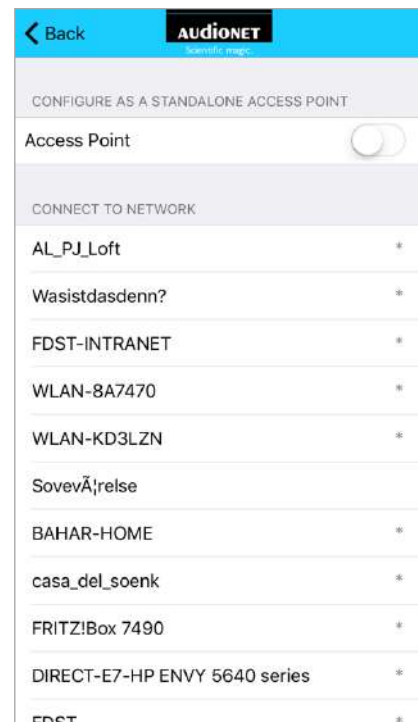 Back
AUDIONET
Scientific magic.
CONFIGURE AS A STANDALONE ACCESS POINT
Access Point
CONNECT TO NETWORK
AL_PJ_Loft *
Wasistdasdenn? *
FDST-INTRANET *
WLAN-8A7470 *
WLAN-KD3LZN *
SovevÃ¦relse
BAHAR-HOME *
casa_del_soenk *
FRITZ!Box 7490 *
DIRECT-E7-HP ENVY 5640 series *
FDST *